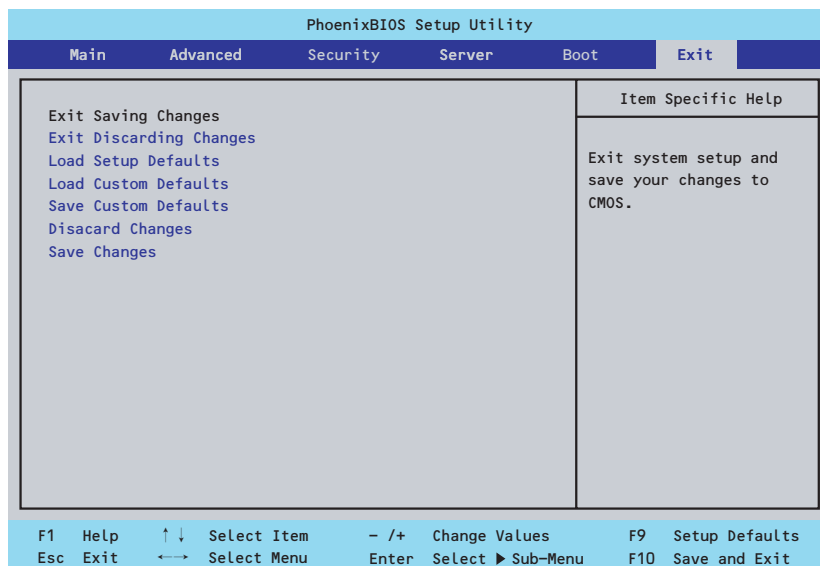 PhoenixBIOS Setup Utility
Main Advanced Security Server Boot Exit
Item Specific Help
Exit Saving Changes
Exit Discarding Changes
Load Setup Defaults
Load Custom Defaults
Save Custom Defaults
Disacard Changes
Save Changes
Exit system setup and
save your changes to
CMOS.
F1 Help ↑↓ Select Item – /+ Change Values F9 Setup Defaults
Esc Exit ←→ Select Menu Enter Select ▶ Sub-Menu F10 Save and Exit